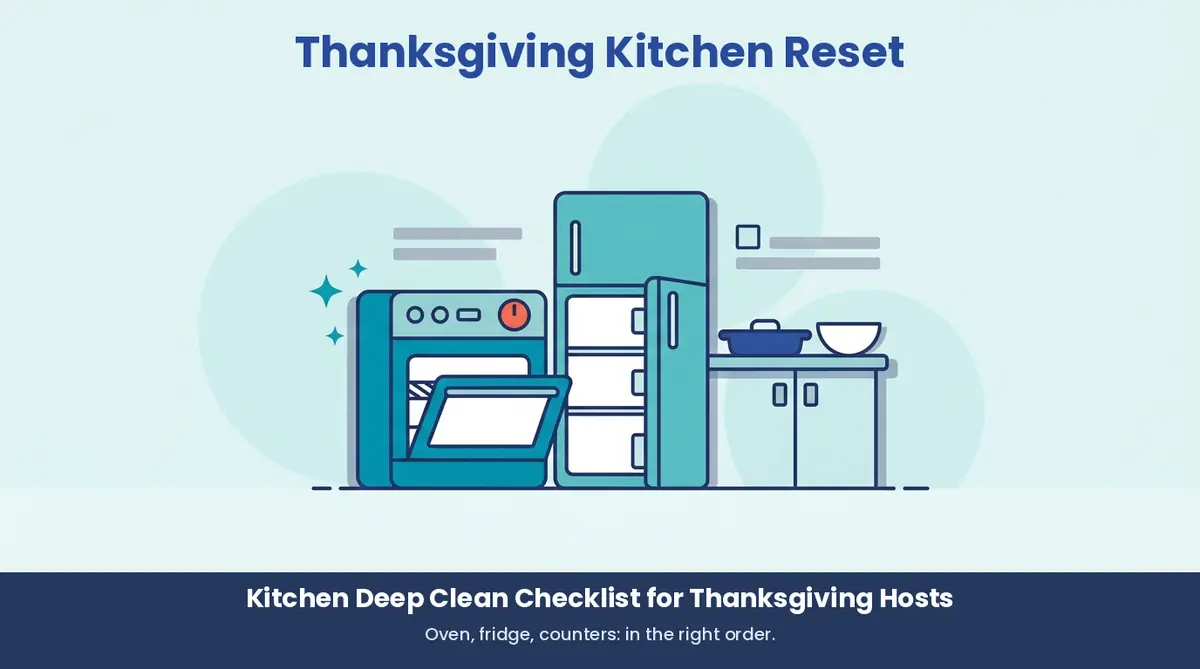 Thanksgiving Kitchen Reset
Kitchen Deep Clean Checklist for Thanksgiving Hosts
Oven, fridge, counters: in the right order.